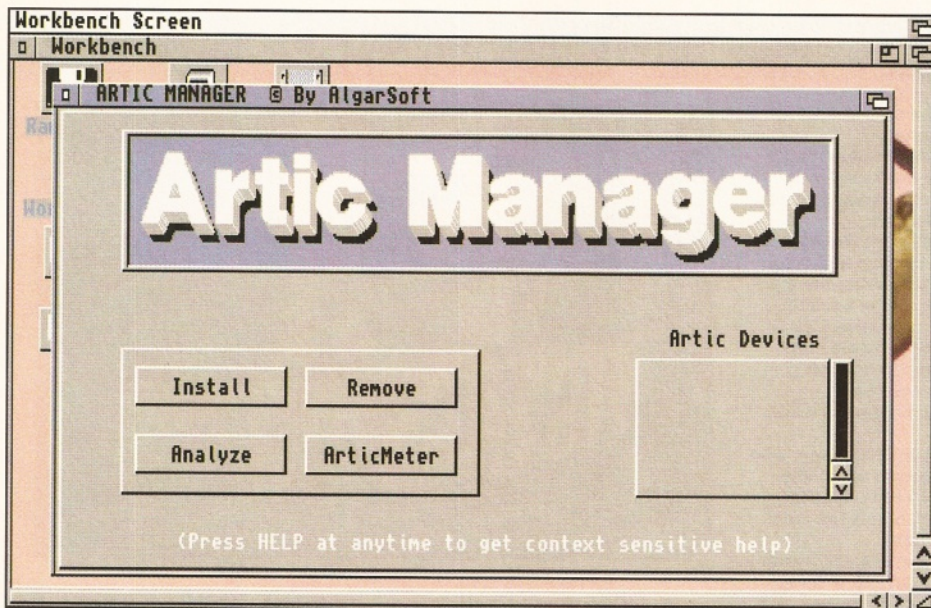 Workbench Screen
Workbench
ARTIC MANAGER © By AlgarSoft
Artic Manager
Artic Devices
Install
Remove
Analyze
ArticMeter
(Press HELP at anytime to get context sensitive help)